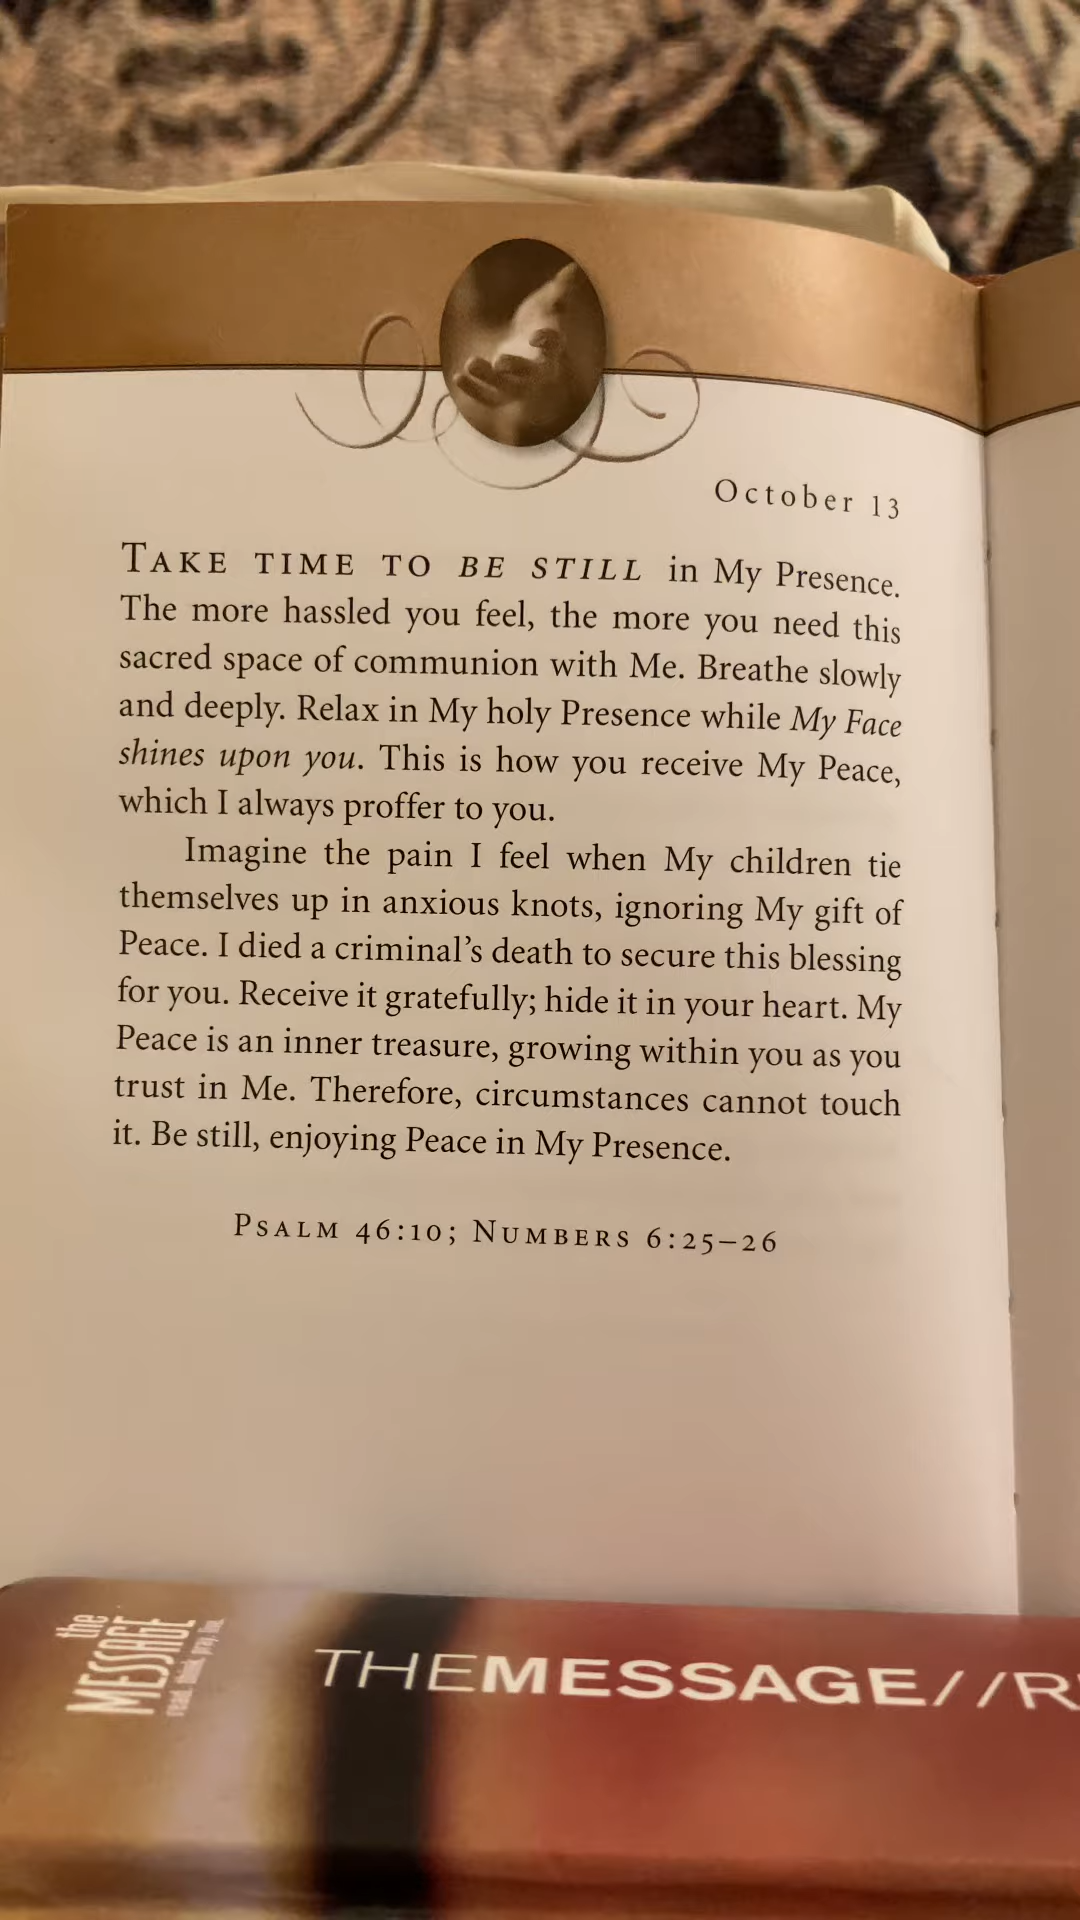 October 13
TAKE TIME TO BE STILL in My Presence.
The more hassled you feel, the more you need this
sacred space of communion with Me. Breathe slowly
and deeply. Relax in My holy Presence while My Face
shines upon you. This is how you receive My Peace,
which I always proffer to you.
Imagine the pain I feel when My children tie
themselves up in anxious knots, ignoring My gift of
Peace. I died a criminal’s death to secure this blessing
for you. Receive it gratefully; hide it in your heart. My
Peace is an inner treasure, growing within you as you
trust in Me. Therefore, circumstances cannot touch
it. Be still, enjoying Peace in My Presence.
PSALM 46:10; NUMBERS 6:25–26
the
MESSAGE
read. think. pray. live.
THEMESSAGE//R